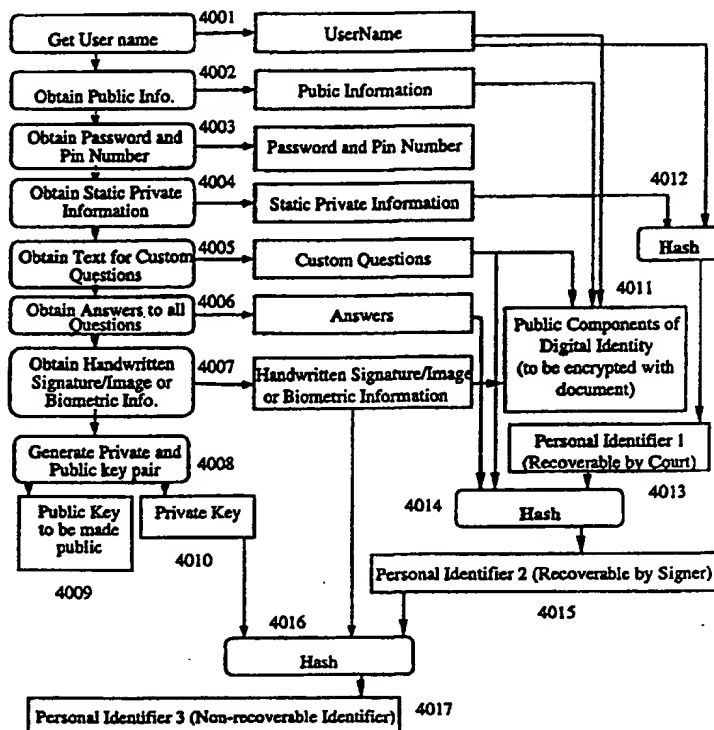 4001
Get User name
UserName
4002
Obtain Public Info.
Pubic Information
4003
Obtain Password and
Pin Number
Password and Pin Number
4004
Obtain Static Private
Information
Static Private Information
4012
Hash
4005
Obtain Text for Custom
Questions
Custom Questions
4006
Obtain Answers to all
Questions
Answers
4011
Public Components of
Digital Identity
(to be encrypted with
document)
4007
Obtain Handwritten
Signature/Image or
Biometric Info.
Handwritten Signature/Image
or Biometric Information
Generate Private and
Public key pair
4008
Personal Identifier 1
(Recoverable by Court)
4013
Public Key
to be made
public
4009
Private Key
4010
4014
Hash
Personal Identifier 2 (Recoverable by Signer)
4015
4016
Hash
Personal Identifier 3 (Non-recoverable Identifier)
4017